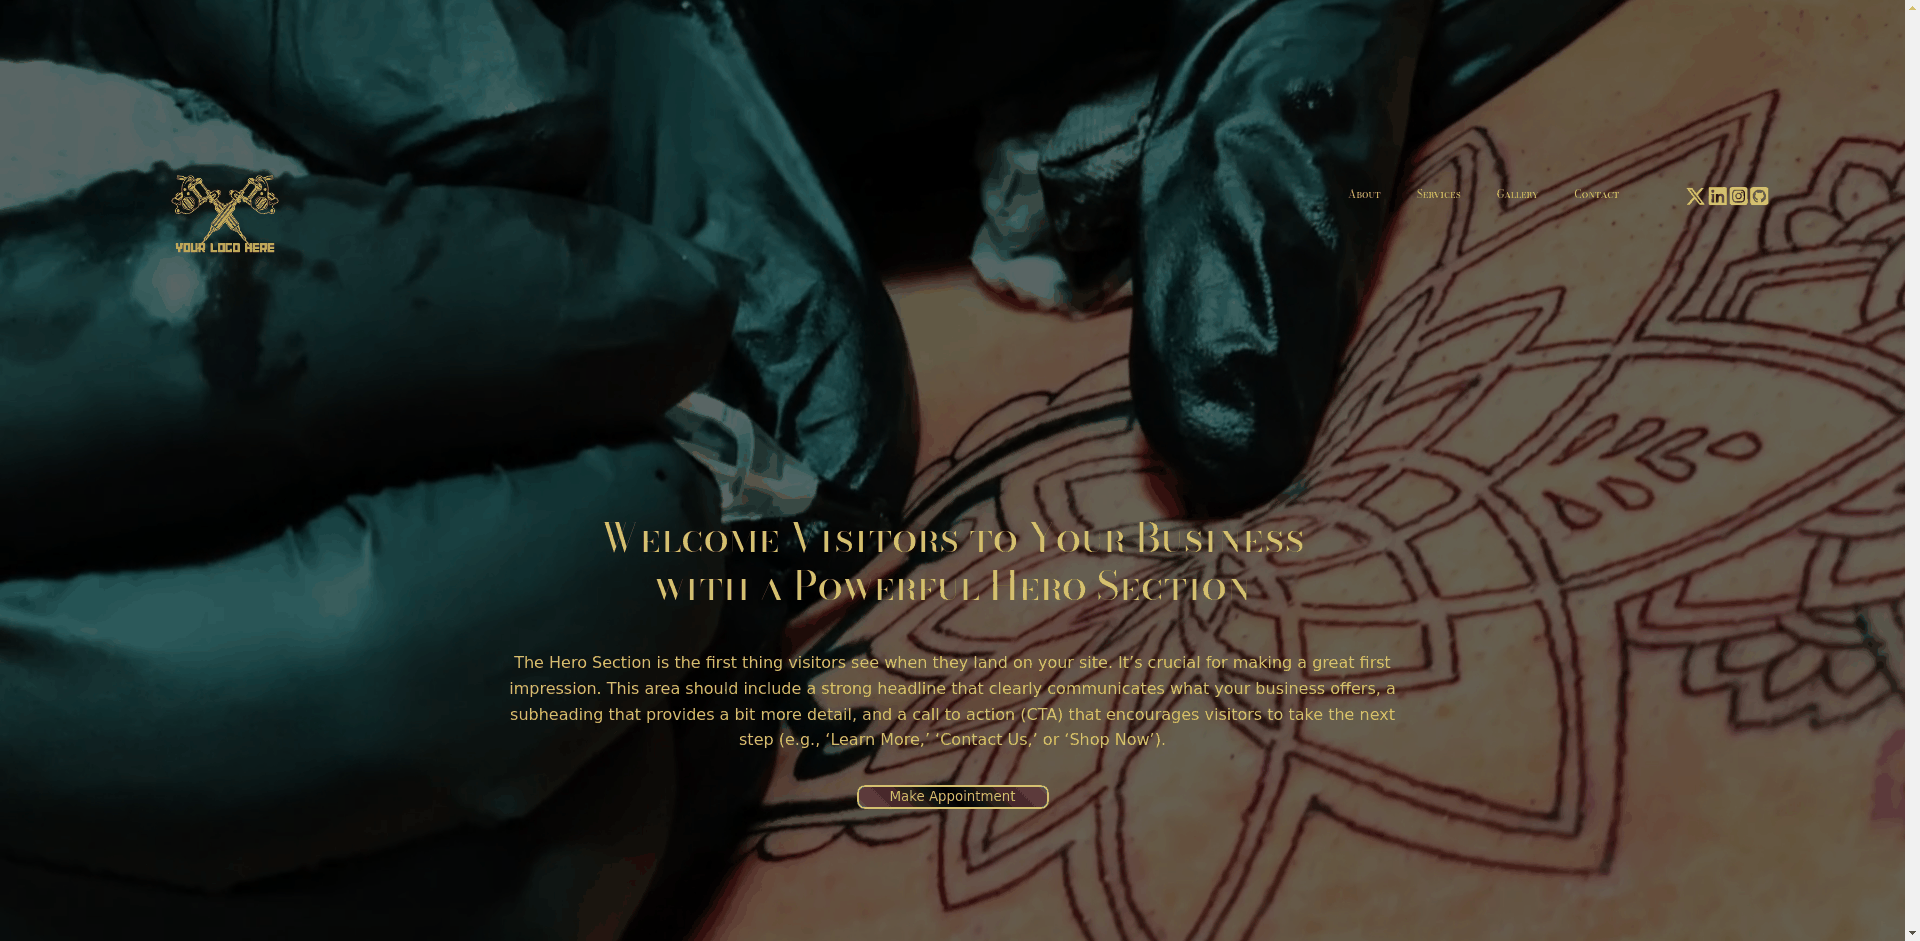 YOUR LOGO HERE
About Services Gallery Contact
Welcome Visitors to Your Business
with a Powerful Hero Section
The Hero Section is the first thing visitors see when they land on your site. It’s crucial for making a great first
impression. This area should include a strong headline that clearly communicates what your business offers, a
subheading that provides a bit more detail, and a call to action (CTA) that encourages visitors to take the next
step (e.g., ‘Learn More,’ ‘Contact Us,’ or ‘Shop Now’).
Make Appointment